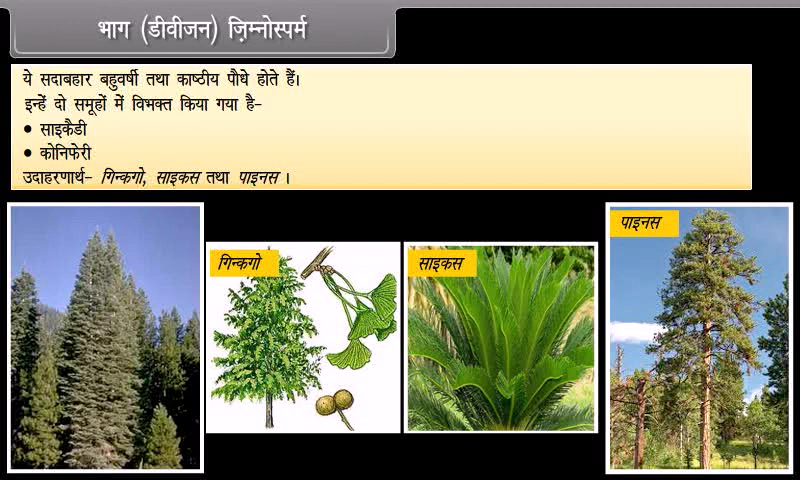 भाग (डीवीजन) ज़िम्नोस्पर्म
ये सदाबहार बहुवर्षी तथा काष्ठीय पौधे होते हैं।
इन्हें दो समूहों में विभक्त किया गया है-
• साइकैडी
• कोनिफेरी
उदाहरणार्थ- गिन्कगो, साइकस तथा पाइनस ।
गिन्कगो
साइकस
पाइनस